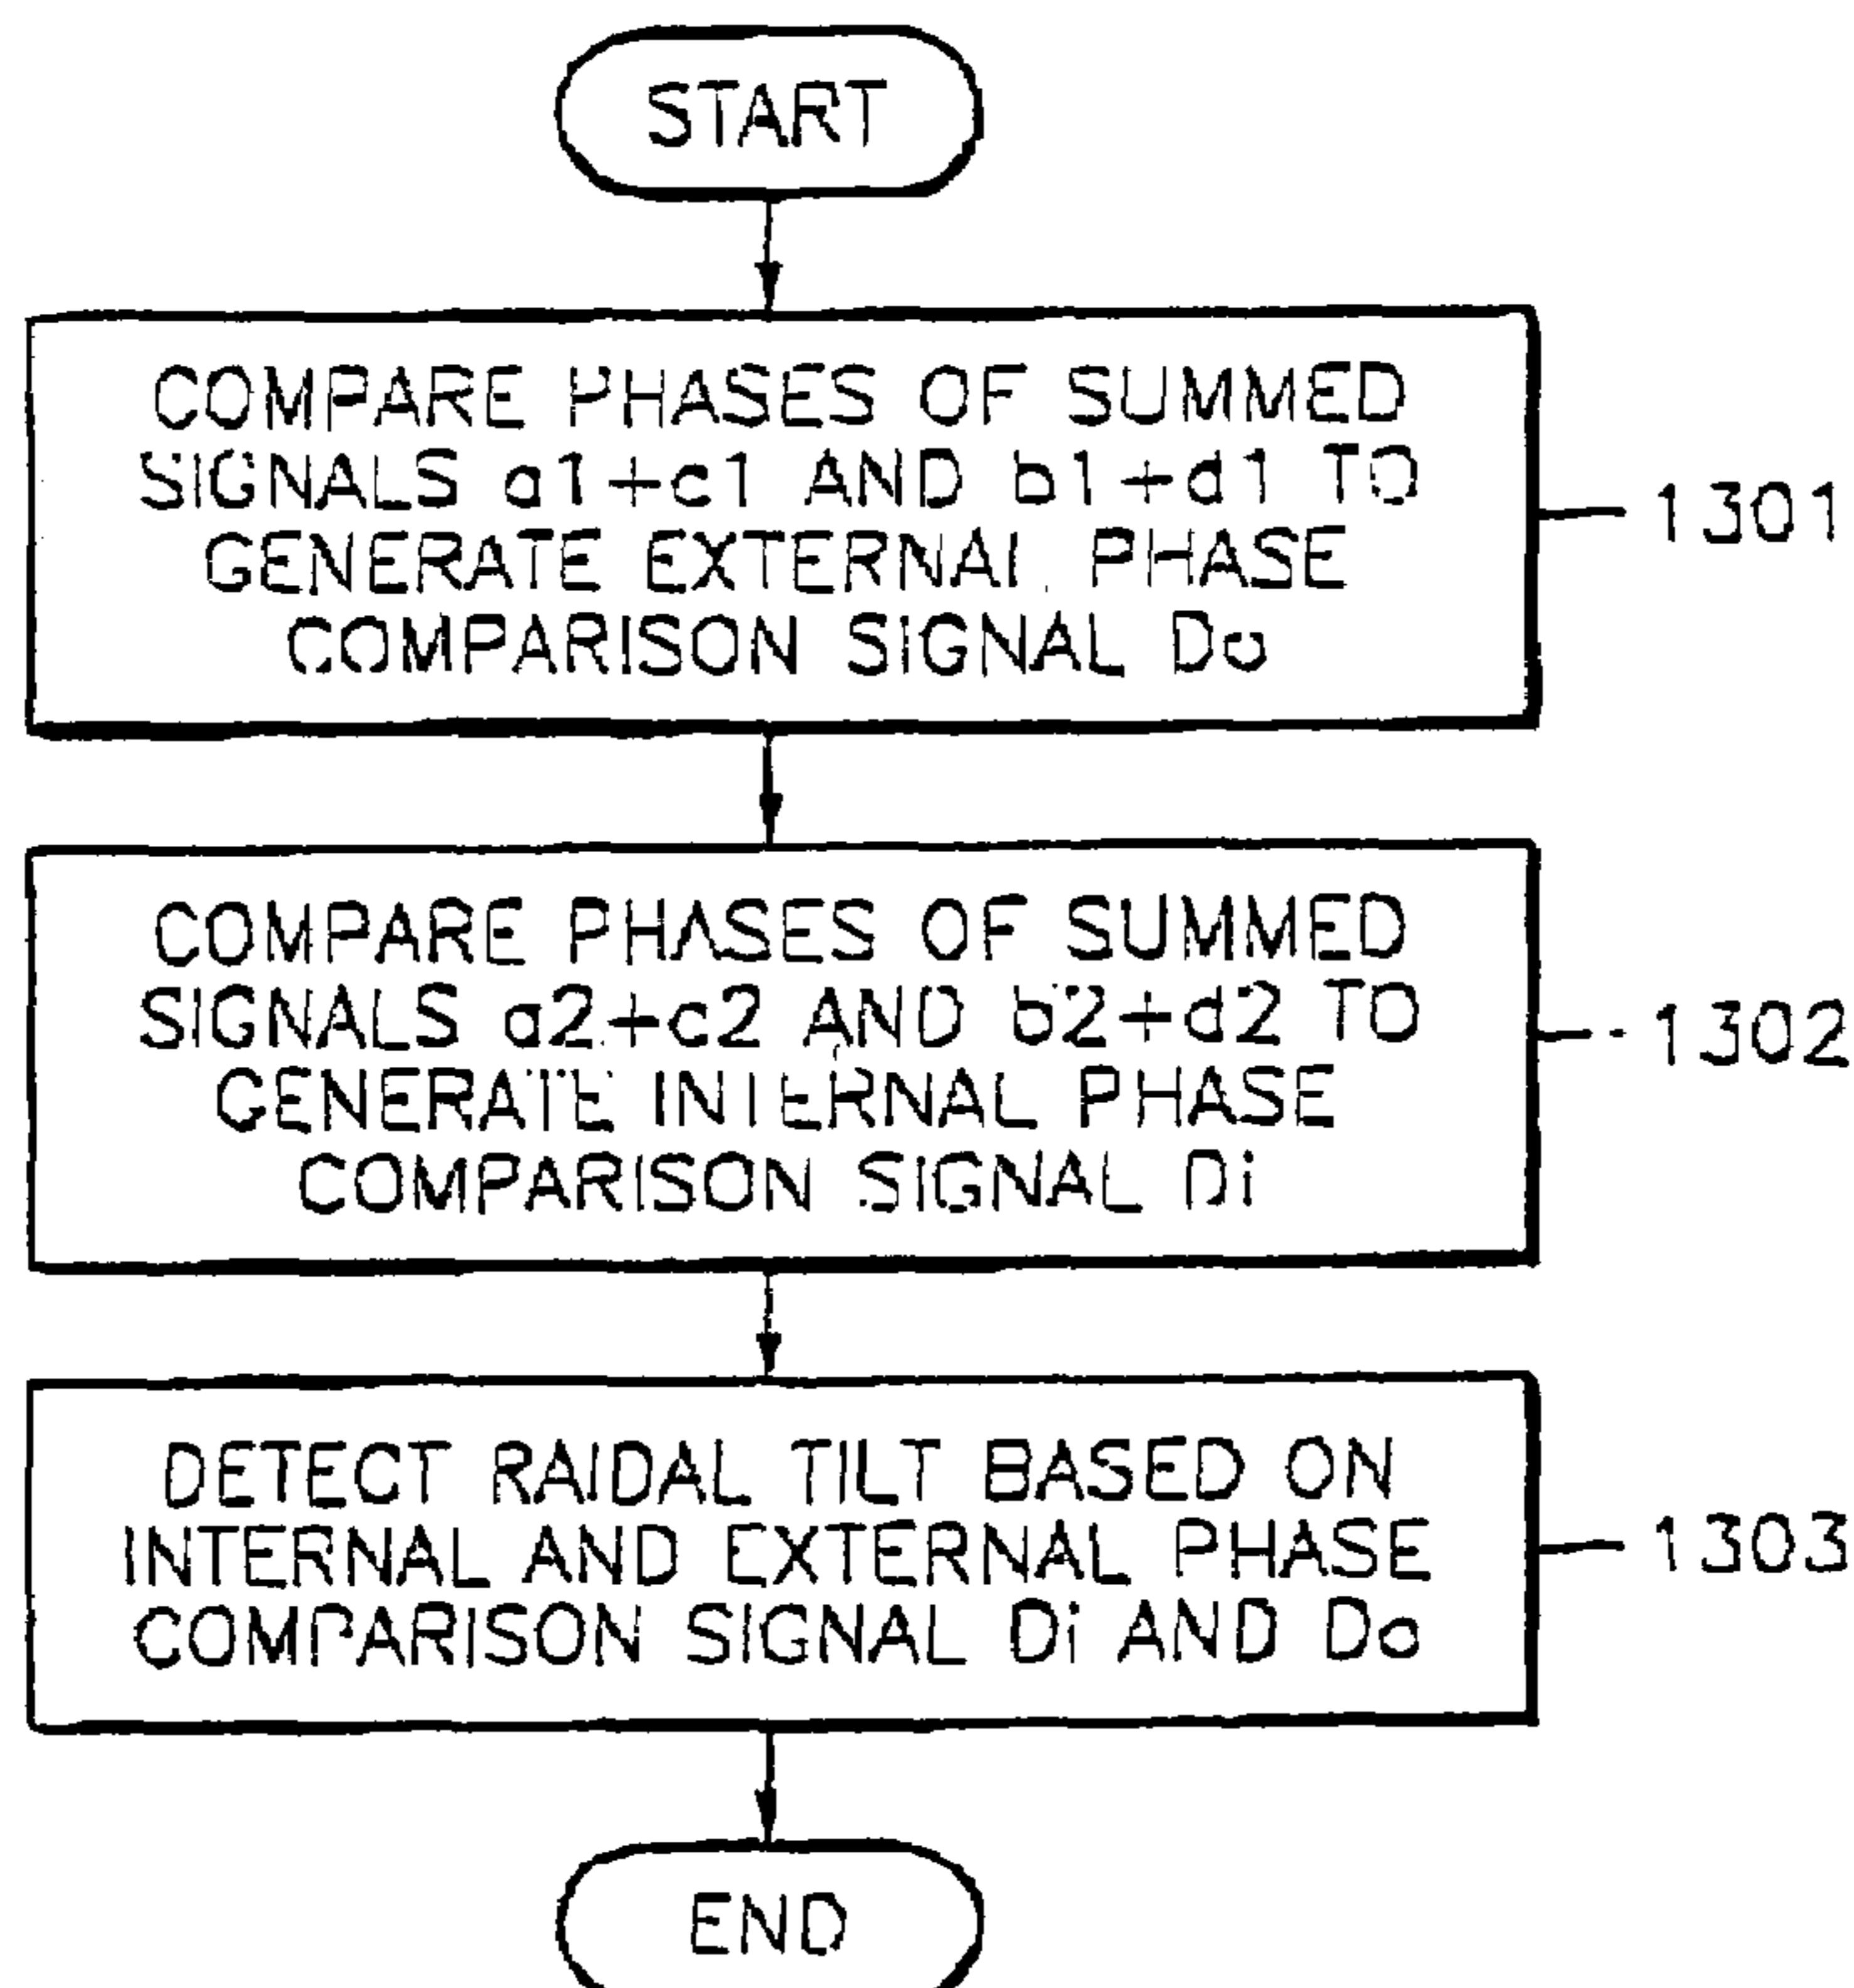 START
COMPARE PHASES OF SUMMED
SIGNALS a1+c1 AND b1+d1 TO
GENERATE EXTERNAL PHASE
COMPARISON SIGNAL Do
1301
COMPARE PHASES OF SUMMED
SIGNALS a2+c2 AND b2+d2 TO
GENERATE INTERNAL PHASE
COMPARISON SIGNAL Di
1302
DETECT RAIDAL TILT BASED ON
INTERNAL AND EXTERNAL PHASE
COMPARISON SIGNAL Di AND Do
1303
END